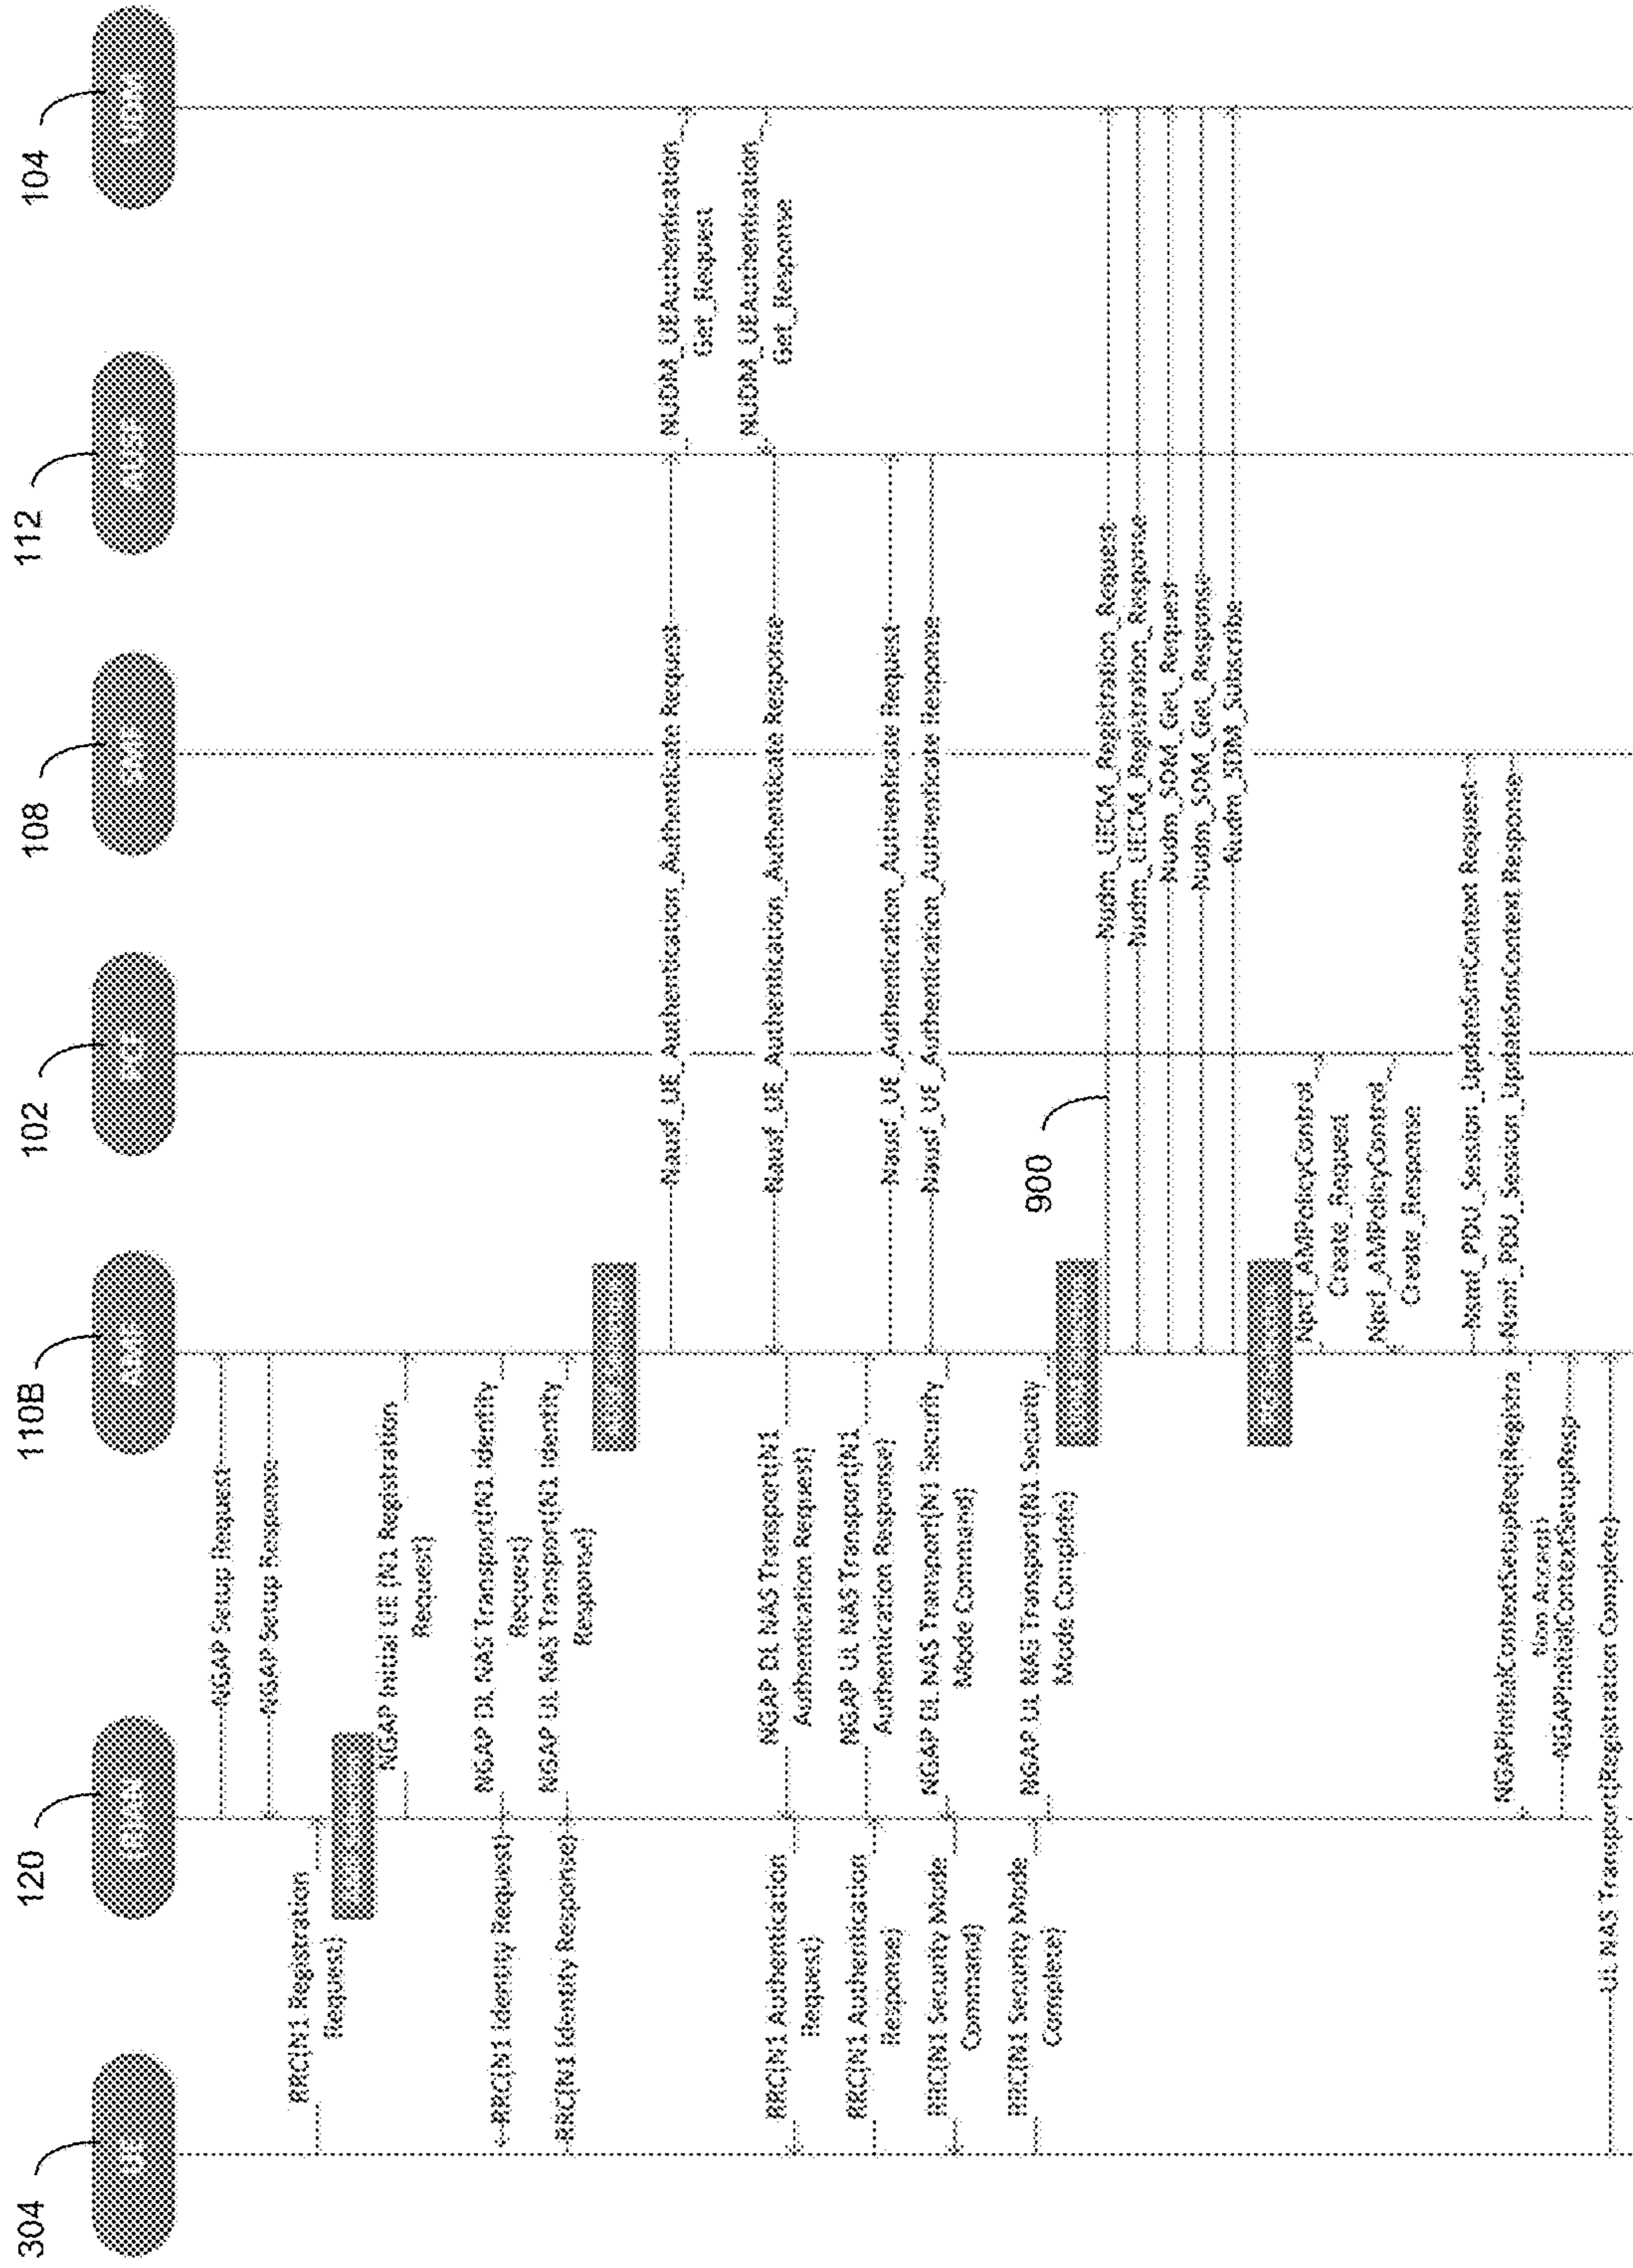 304
120
110B
102
108
112
104
NGAP Setup Request
NGAP Setup Response
RRC(N1 Registration
Request)
NGAP Initial UE (N1 Registration
Request)
RRC(N1 Identity Request)
NGAP DL NAS Transport(N1 Identity
Request)
RRC(N1 Identity Response)
NGAP UL NAS Transport(N1 Identity
Response)
Nausf_UE_Authentication_Authenticate Request
NUDM_UEAuthentication_
Get_Request
NUDM_UEAuthentication_
Get_Response
Nausf_UE_Authentication_Authenticate Response
NGAP DL NAS Transport(N1
Authentication Request)
RRC(N1 Authentication
Request)
NGAP UL NAS Transport(N1
Authentication Response)
RRC(N1 Authentication
Response)
Nausf_UE_Authentication_Authenticate Request
Nausf_UE_Authentication_Authenticate Response
NGAP DL NAS Transport(N1 Security
Mode Command)
RRC(N1 Security Mode
Command)
RRC(N1 Security Mode
Complete)
NGAP UL NAS Transport(N1 Security
Mode Complete)
900
Nudm_UECM_Registration_Request
Nudm_UECM_Registration_Response
Nudm_SDM_Get_Request
Nudm_SDM_Get_Response
Nudm_SDM_Subscribe
Npcf_AMPolicyControl_
Create_Request
Npcf_AMPolicyControl_
Create_Response
Nsmf_PDU_Session_UpdateSmContext Request
Nsmf_PDU_Session_UpdateSmContext Response
NGAPInitialContextSetupReq(Registra
tion Accept)
NGAPInitialContextSetupResp
UL NAS Transport(Registration Complete)